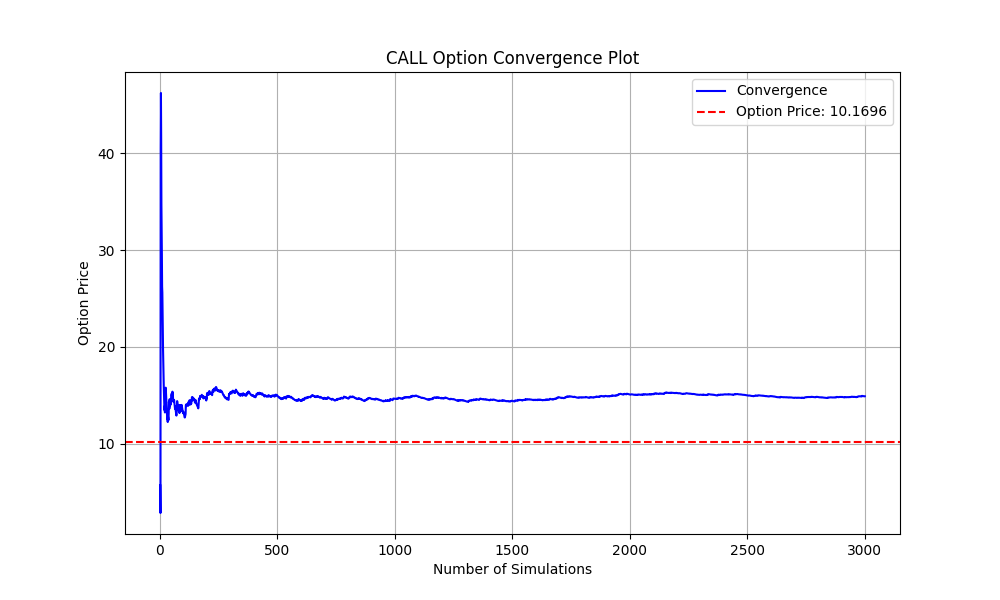 CALL Option Convergence Plot
Convergence
Option Price: 10.1696
Option Price
40
30
20
10
0 500 1000 1500 2000 2500 3000
Number of Simulations